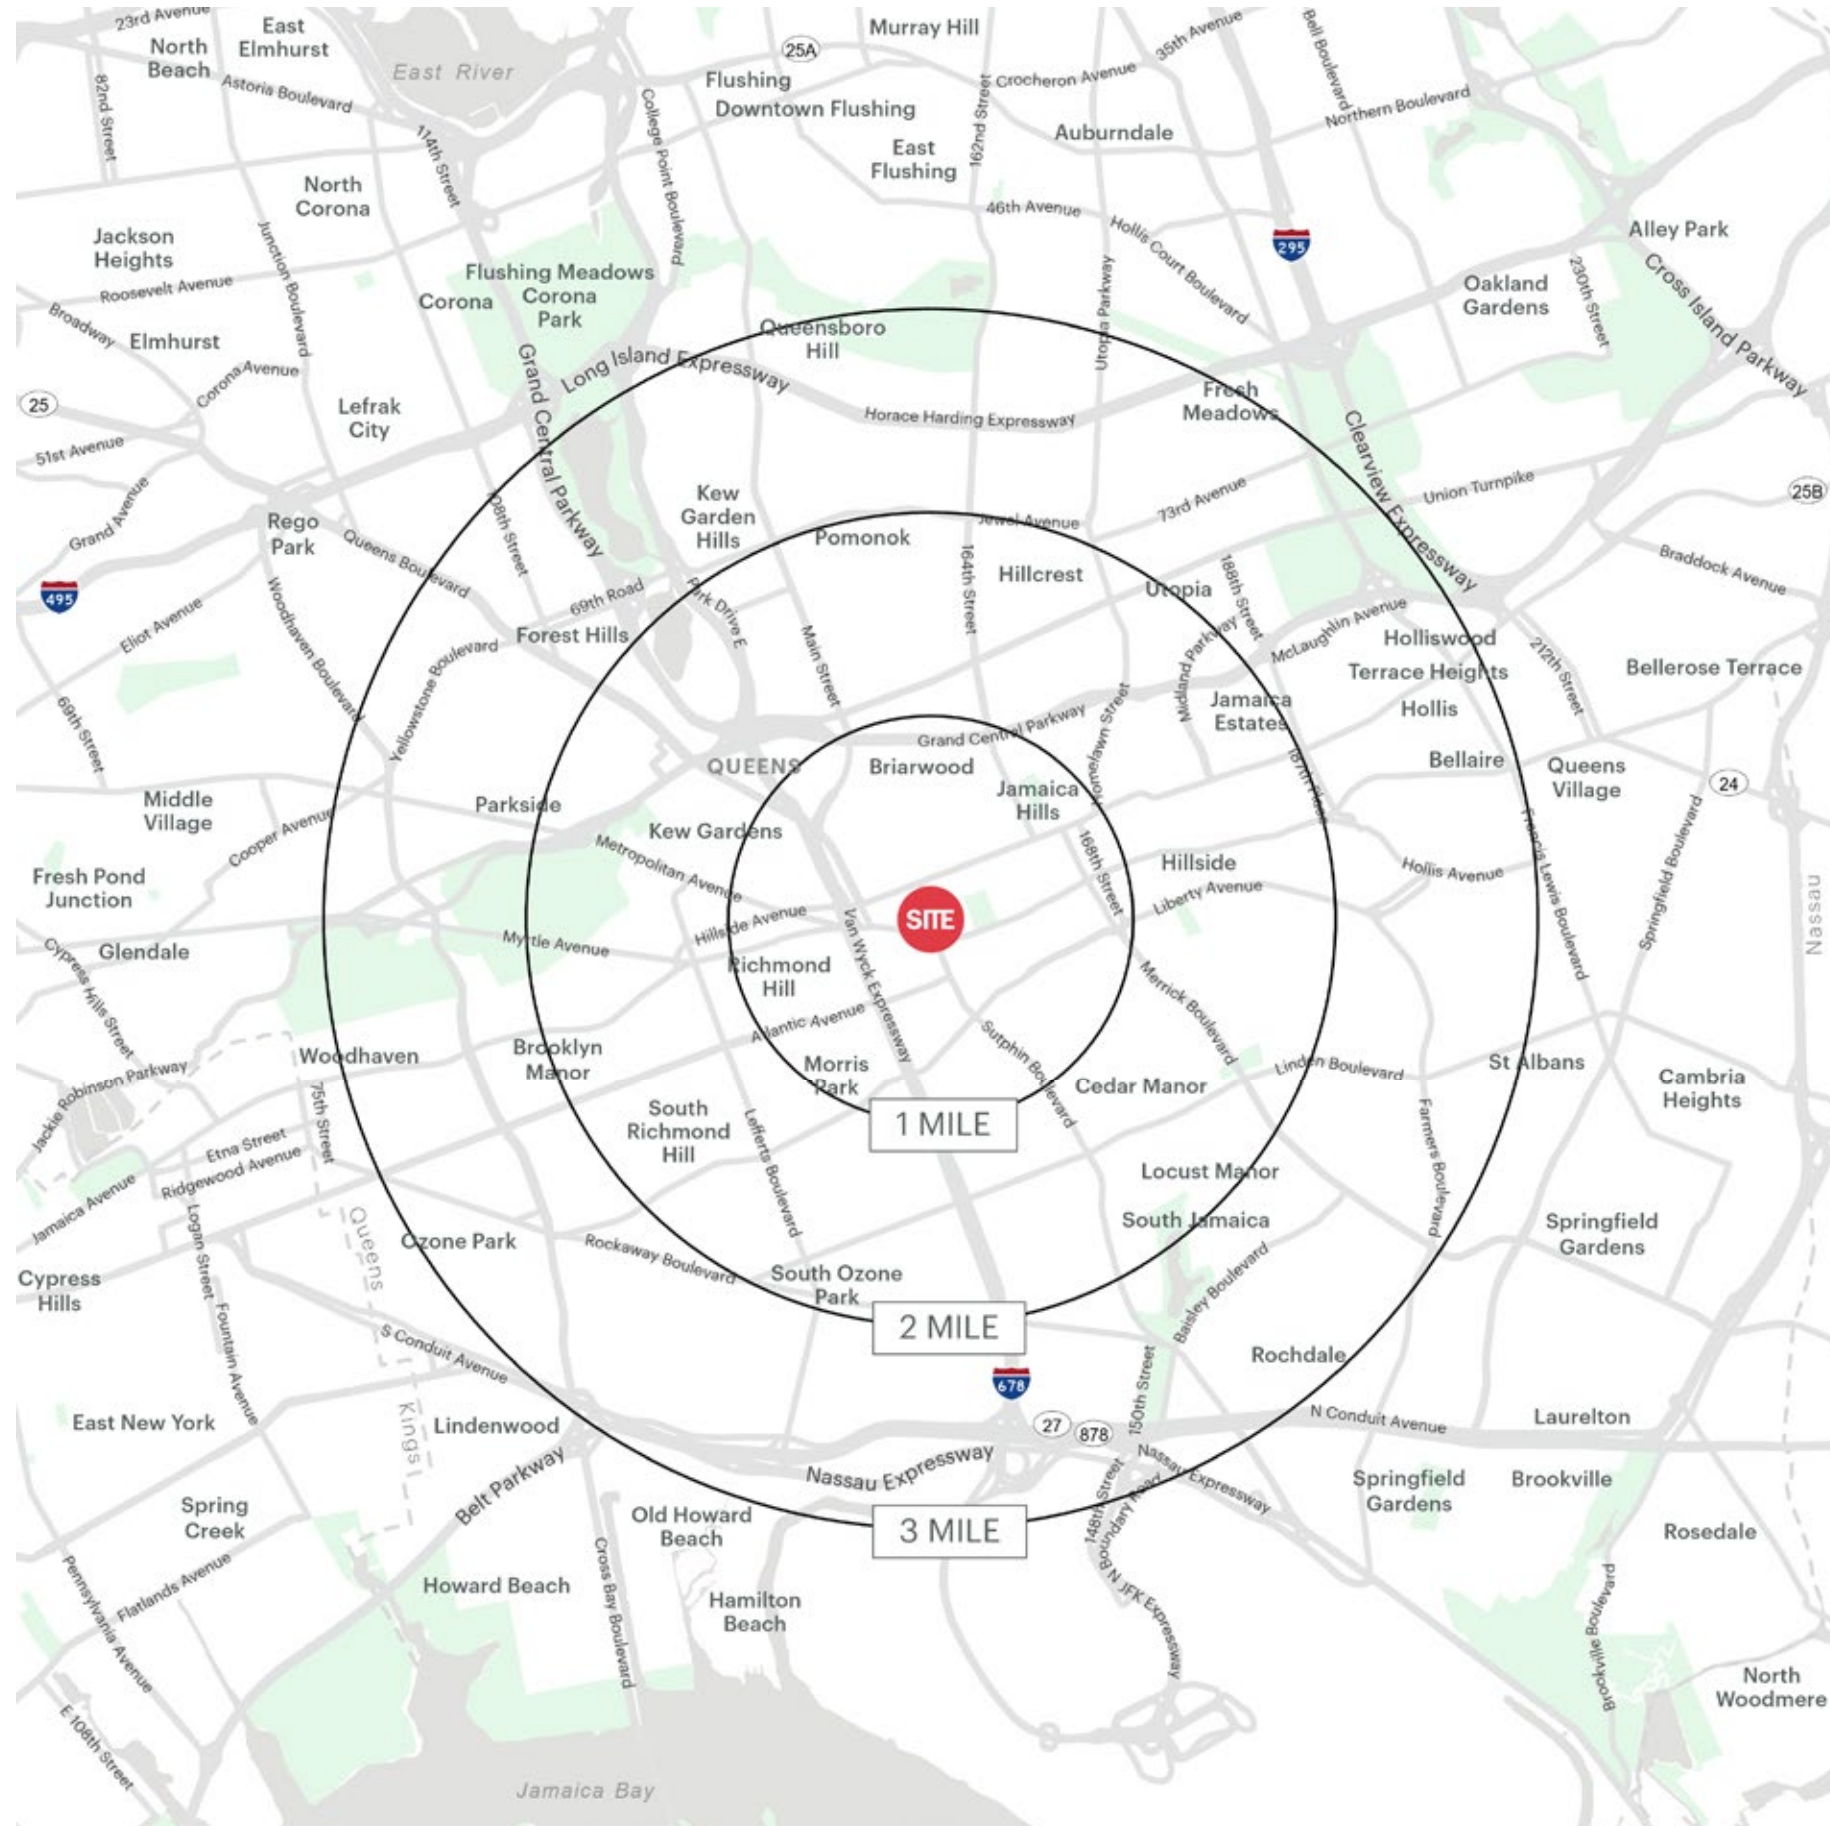 23rd Avenue
East
Elmhurst
North
Beach
Astoria Boulevard
82nd Street
East River
114th Street
College Point Boulevard
Murray Hill
25A
Flushing
Downtown Flushing
East
Flushing
162nd Street
Crocheron Avenue
35th Avenue
Bell Boulevard
Northern Boulevard
Auburndale
North
Corona
Jackson
Heights
Junction Boulevard
Roosevelt Avenue
Broadway
Elmhurst
Corona Avenue
46th Avenue
Hollis Court Boulevard
295
Alley Park
Cross Island Parkway
230th Street
Oakland
Gardens
Flushing Meadows
Corona
Park
Corona
Utopia Parkway
Queensboro
Hill
Long Island Expressway
Grand Central Parkway
Horace Harding Expressway
Fresh
Meadows
Clearview Expressway
25
51st Avenue
Lefrak
City
Grand Avenue
Rego
Park
Queens Boulevard
108th Street
Kew
Garden
Hills
Pomonok
Jewel Avenue
73rd Avenue
Union Turnpike
25B
Braddock Avenue
495
Eliot Avenue
Woodhaven Boulevard
69th Road
Park Drive E
Forest Hills
Yellowstone Boulevard
Main Street
164th Street
Hillcrest
Utopia
188th Street
Midland Parkway
McLaughlin Avenue
Holliswood
Terrace Heights
Hollis
212th Street
Bellerose Terrace
69th Street
Jamaica
Estates
Grand Central Parkway
Homelawn Street
187th Place
Bellaire
Queens
Village
24
QUEENS
Briarwood
Jamaica
Hills
Middle
Village
Cooper Avenue
Parkside
Kew Gardens
Metropolitan Avenue
168th Street
Hillside
Liberty Avenue
Hollis Avenue
Francis Lewis Boulevard
Springfield Boulevard
Nassau
Fresh Pond
Junction
Glendale
Cypress Hills Street
Myrtle Avenue
Hillside Avenue
SITE
Van Wyck Expressway
Richmond
Hill
Atlantic Avenue
Merrick Boulevard
Sutphin Boulevard
Morris
Park
Cedar Manor
Linden Boulevard
St Albans
Cambria
Heights
Woodhaven
Brooklyn
Manor
Jackie Robinson Parkway
75th Street
Etna Street
Ridgewood Avenue
Jamaica Avenue
1 MILE
South
Richmond
Hill
Lefferts Boulevard
Farmers Boulevard
Locust Manor
South Jamaica
Springfield
Gardens
Logan Street
Queens
Ozone Park
Rockaway Boulevard
South Ozone
Park
Baisley Boulevard
Cypress
Hills
Fountain Avenue
S Conduit Avenue
2 MILE
Rochdale
678
150th Street
27
878
N Conduit Avenue
Laurelton
East New York
Kings
Lindenwood
Belt Parkway
Nassau Expressway
Nassau Expressway
148th Street
Boundary Road
Springfield
Gardens
Brookville
Spring
Creek
Old Howard
Beach
3 MILE
Rosedale
Pennsylvania Avenue
Flatlands Avenue
Howard Beach
Cross Bay Boulevard
Hamilton
Beach
N JFK Expressway
Brookville Boulevard
North
Woodmere
E 108th Street
Jamaica Bay